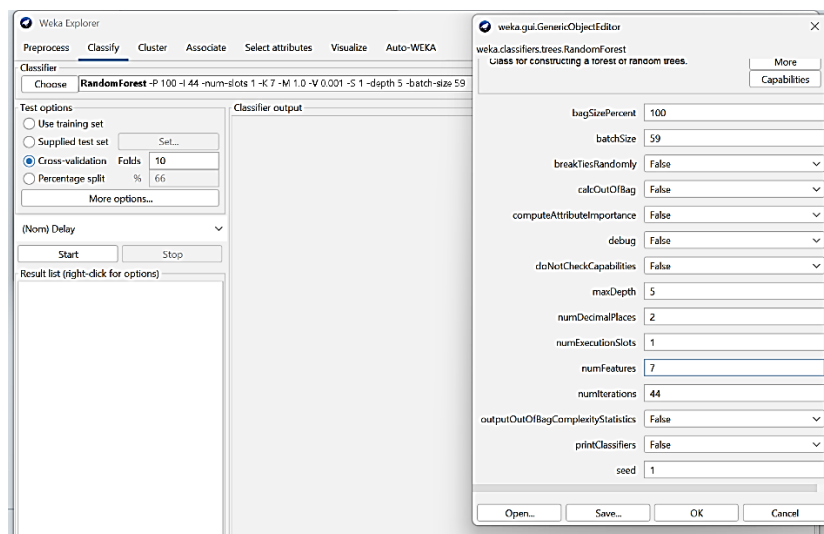 Weka Explorer
Preprocess Classify Cluster Associate Select attributes Visualize Auto-WEKA
Classifier
Choose RandomForest -P 100 -I 44 -num-slots 1 -K 7 -M 1.0 -V 0.001 -S 1 -depth 5 -batch-size 59
Test options
Use training set
Supplied test set Set...
Cross-validation Folds 10
Percentage split % 66
More options...
(Nom) Delay
Start Stop
Result list (right-click for options)
Classifier output
weka.gui.GenericObjectEditor
weka.classifiers.trees.RandomForest
Class for constructing a forest of random trees.
More
Capabilities
bagSizePercent 100
batchSize 59
breakTiesRandomly False
calcOutOfBag False
computeAttributeImportance False
debug False
doNotCheckCapabilities False
maxDepth 5
numDecimalPlaces 2
numExecutionSlots 1
numFeatures 7
numIterations 44
outputOutOfBagComplexityStatistics False
printClassifiers False
seed 1
Open... Save... OK Cancel